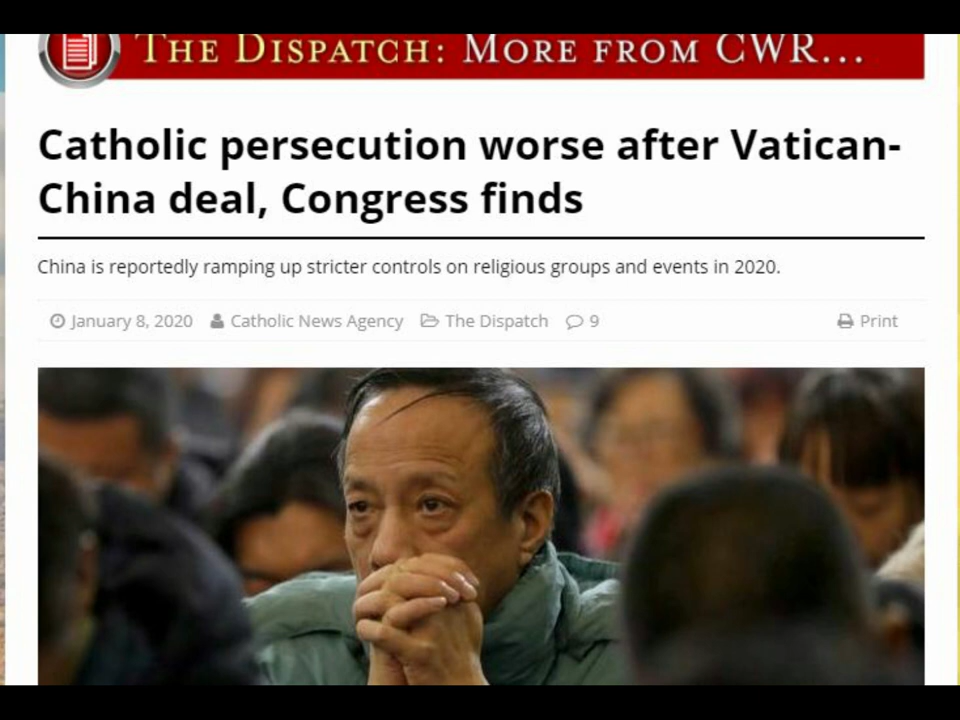 THE DISPATCH: MORE FROM CWR...
Catholic persecution worse after Vatican-
China deal, Congress finds
China is reportedly ramping up stricter controls on religious groups and events in 2020.
January 8, 2020 Catholic News Agency The Dispatch 9 Print